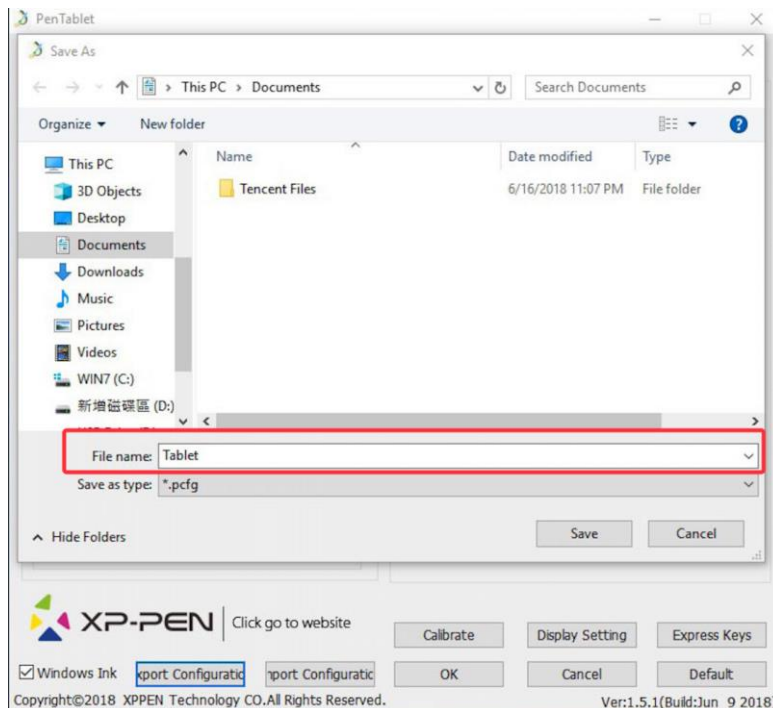 PenTablet
Save As
This PC > Documents
Search Documents
Organize
New folder
Name
Date modified
Type
This PC
3D Objects
Desktop
Documents
Downloads
Music
Pictures
Videos
WIN7 (C:)
新增磁碟區 (D:)
Tencent Files
6/16/2018 11:07 PM
File folder
File name: Tablet
Save as type: *.pcfg
Hide Folders
Save
Cancel
XP-PEN
Click go to website
Calibrate
Display Setting
Express Keys
Windows Ink
xport Configuratic
nport Configuratic
OK
Cancel
Default
Copyright©2018 XPPEN Technology CO.All Rights Reserved.
Ver:1.5.1(Build:Jun 9 2018